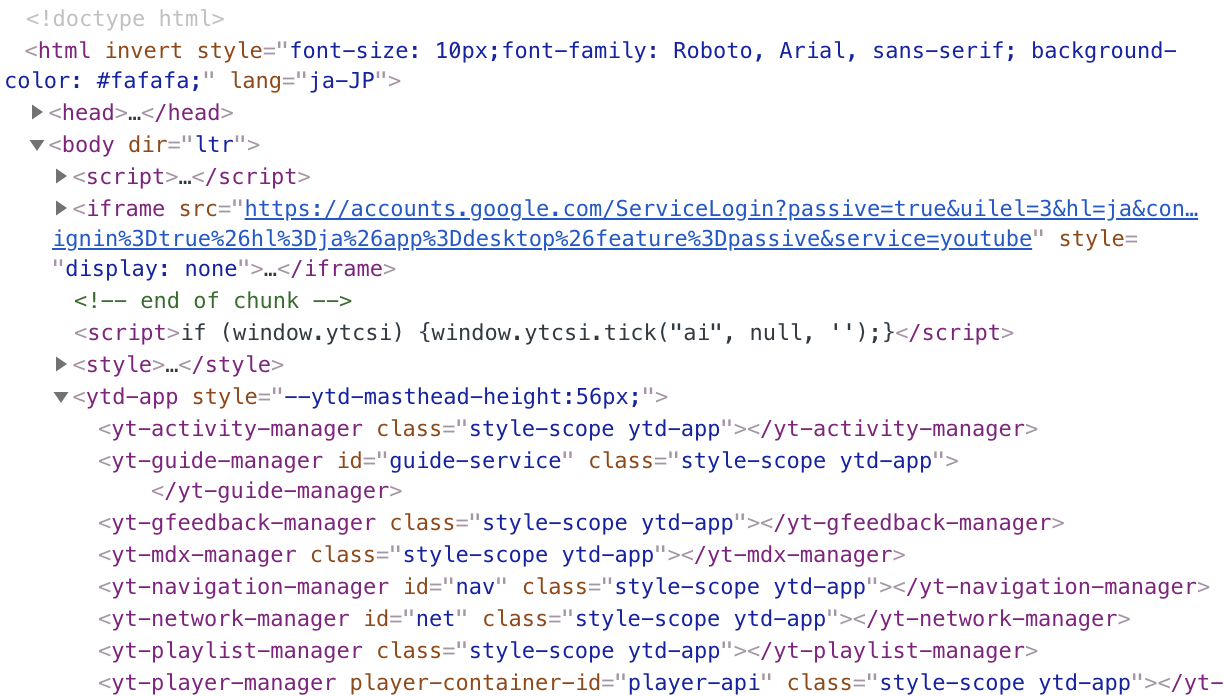 <!doctype html>
<html invert style="font-size: 10px;font-family: Roboto, Arial, sans-serif; background-
color: #fafafa;" lang="ja-JP">
<head>…</head>
<body dir="ltr">
<script>…</script>
<iframe src="https://accounts.google.com/ServiceLogin?passive=true&uilel=3&hl=ja&con…
ignin%3Dtrue%26hl%3Dja%26app%3Ddesktop%26feature%3Dpassive&service=youtube" style=
"display: none">…</iframe>
<!-- end of chunk -->
<script>if (window.ytcsi) {window.ytcsi.tick("ai", null, '');}</script>
<style>…</style>
<ytd-app style="--ytd-masthead-height:56px;">
<yt-activity-manager class="style-scope ytd-app"></yt-activity-manager>
<yt-guide-manager id="guide-service" class="style-scope ytd-app">
</yt-guide-manager>
<yt-gfeedback-manager class="style-scope ytd-app"></yt-gfeedback-manager>
<yt-mdx-manager class="style-scope ytd-app"></yt-mdx-manager>
<yt-navigation-manager id="nav" class="style-scope ytd-app"></yt-navigation-manager>
<yt-network-manager id="net" class="style-scope ytd-app"></yt-network-manager>
<yt-playlist-manager class="style-scope ytd-app"></yt-playlist-manager>
<yt-player-manager player-container-id="player-api" class="style-scope ytd-app"></yt-